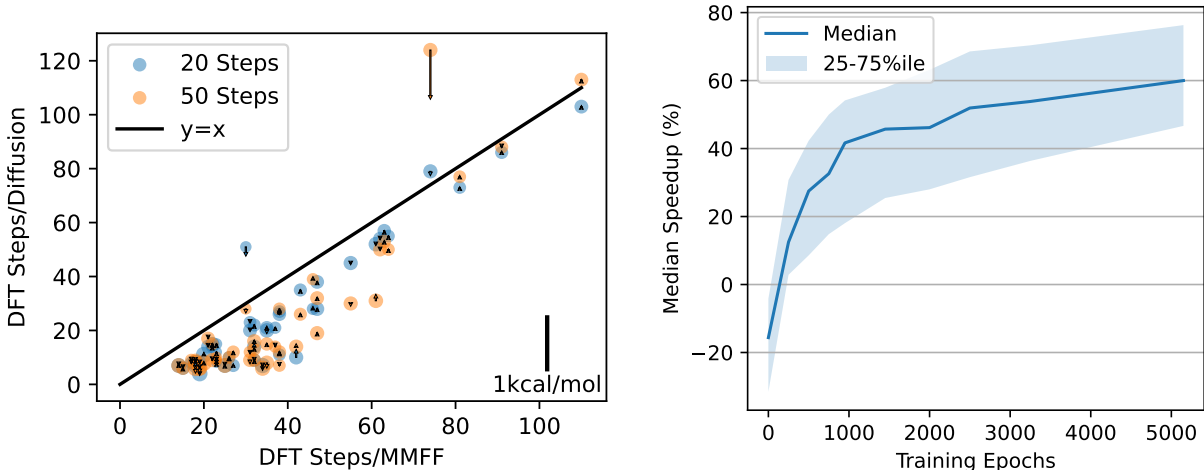 120
100
80
60
40
20
0
DFT Steps/Diffusion
20 Steps
50 Steps
y=x
1kcal/mol
0
20
40
60
80
100
DFT Steps/MMFF
80
60
40
20
0
−20
Median Speedup (%)
Median
25-75%ile
0
1000
2000
3000
4000
5000
Training Epochs